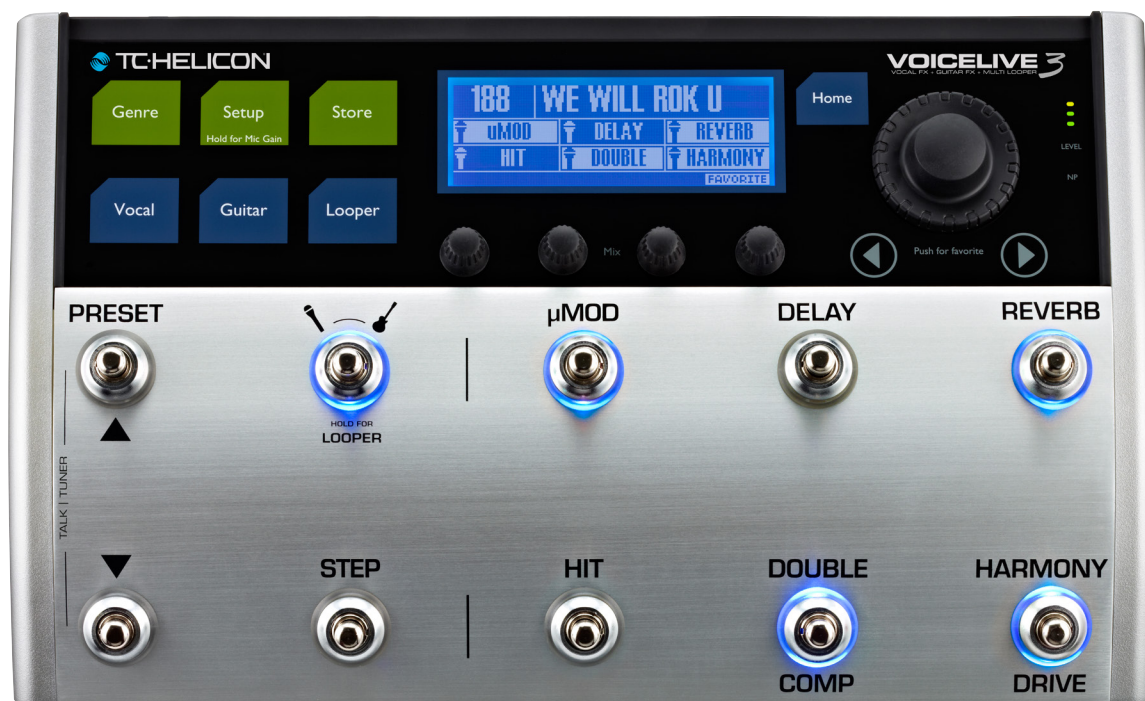 TC·HELICON
VOICELIVE 3
VOCAL FX • GUITAR FX • MULTI LOOPER
Genre
Setup
Hold for Mic Gain
Store
188 WE WILL ROK U
uMOD DELAY REVERB
HIT DOUBLE HARMONY
FAVORITE
Home
LEVEL
Vocal
Guitar
Looper
Mix
Push for favorite
PRESET
µMOD
DELAY
REVERB
HOLD FOR
LOOPER
TALK | TUNER
STEP
HIT
DOUBLE
HARMONY
COMP
DRIVE